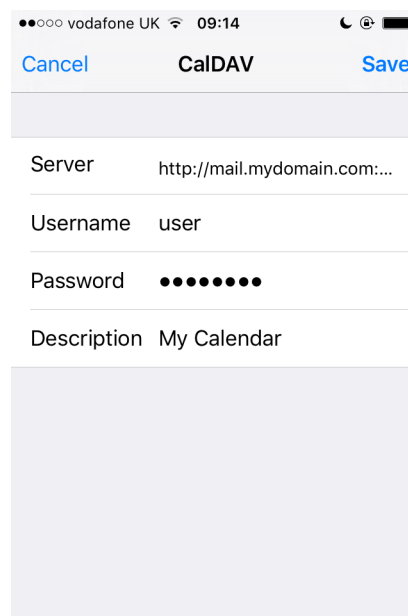 vodafone UK 09:14
Cancel CalDAV Save
Server http://mail.mydomain.com:...
Username user
Password ●●●●●●●●
Description My Calendar